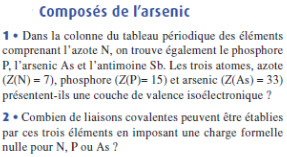 Composés de l'arsenic
1 • Dans la colonne du tableau périodique des éléments
comprenant l'azote N, on trouve également le phosphore
P, l'arsenic As et l'antimoine Sb. Les trois atomes, azote
(Z(N) = 7), phosphore (Z(P)= 15) et arsenic (Z(As) = 33)
présentent-ils une couche de valence isoélectronique ?
2 • Combien de liaisons covalentes peuvent être établies
par ces trois éléments en imposant une charge formelle
nulle pour N, P ou As ?